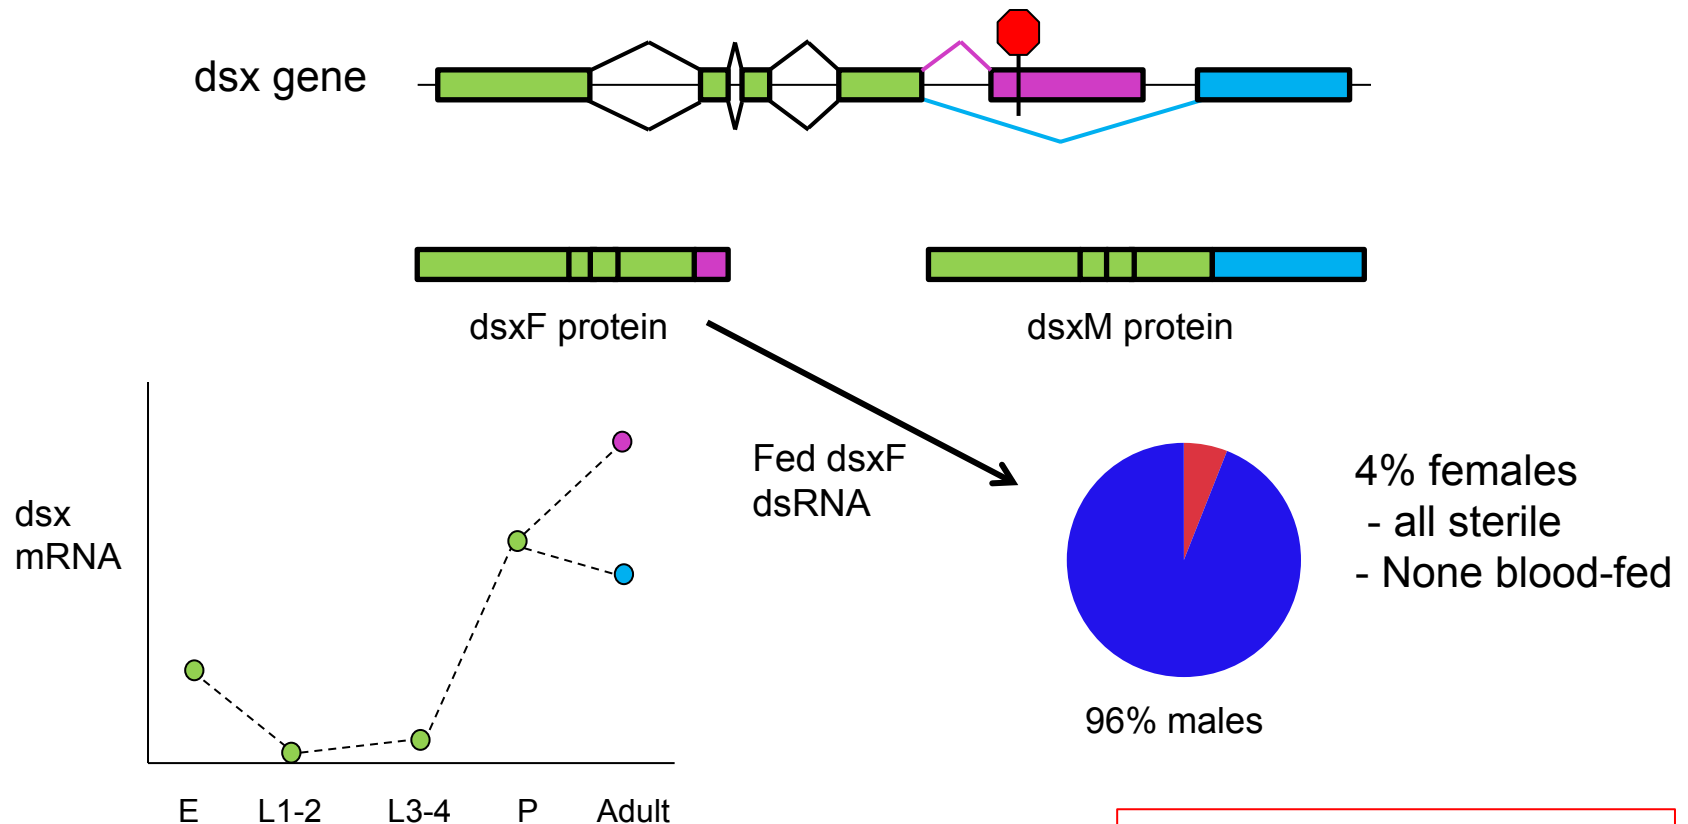 dsx gene
dsxF protein
dsxM protein
dsx
mRNA
Fed dsxF
dsRNA
4% females
- all sterile
- None blood-fed
96% males
E L1-2 L3-4 P Adult